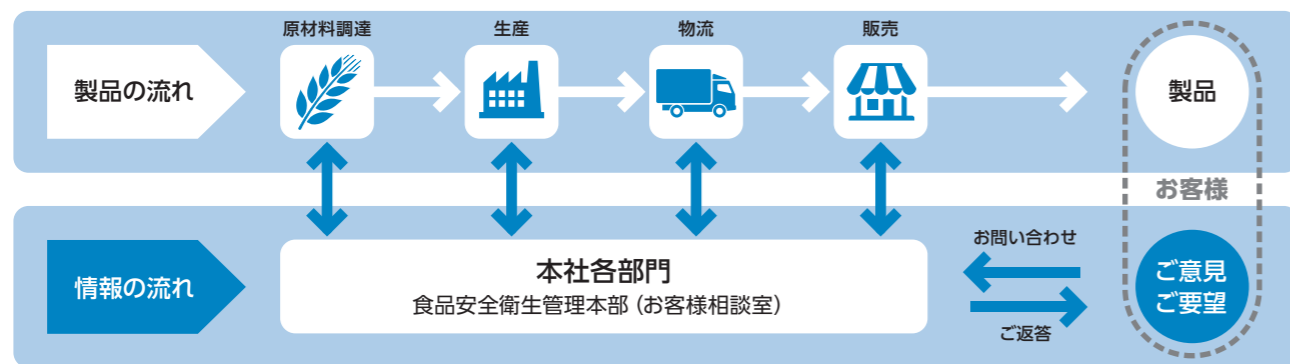 原材料調達
生産
物流
販売
製品の流れ
製品
お客様
情報の流れ
本社各部門
食品安全衛生管理本部（お客様相談室）
お問い合わせ
ご返答
ご意見
ご要望